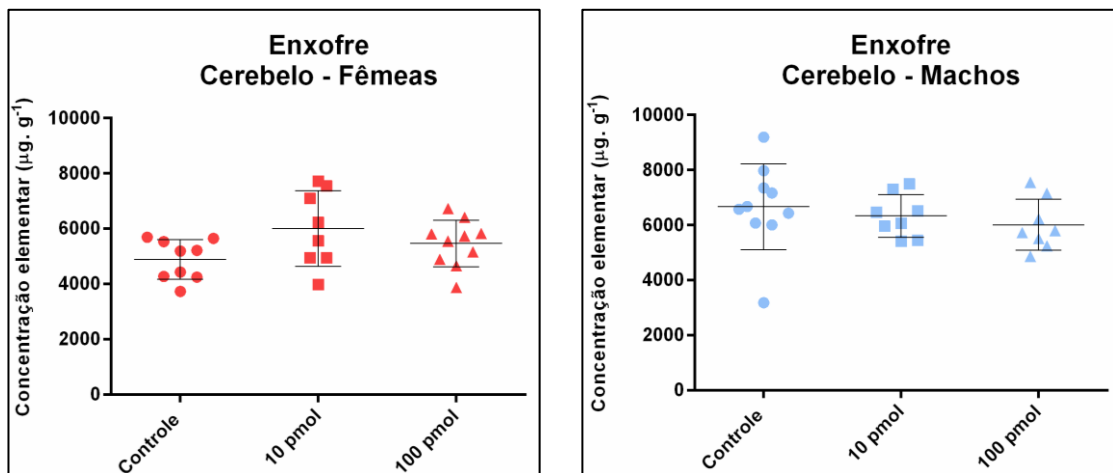 Enxofre
Cerebelo - Fêmeas
Concentração elementar (µg. g⁻¹)
10000
8000
6000
4000
2000
0
Controle
10 pmol
100 pmol
Enxofre
Cerebelo - Machos
Concentração elementar (µg. g⁻¹)
10000
8000
6000
4000
2000
0
Controle
10 pmol
100 pmol